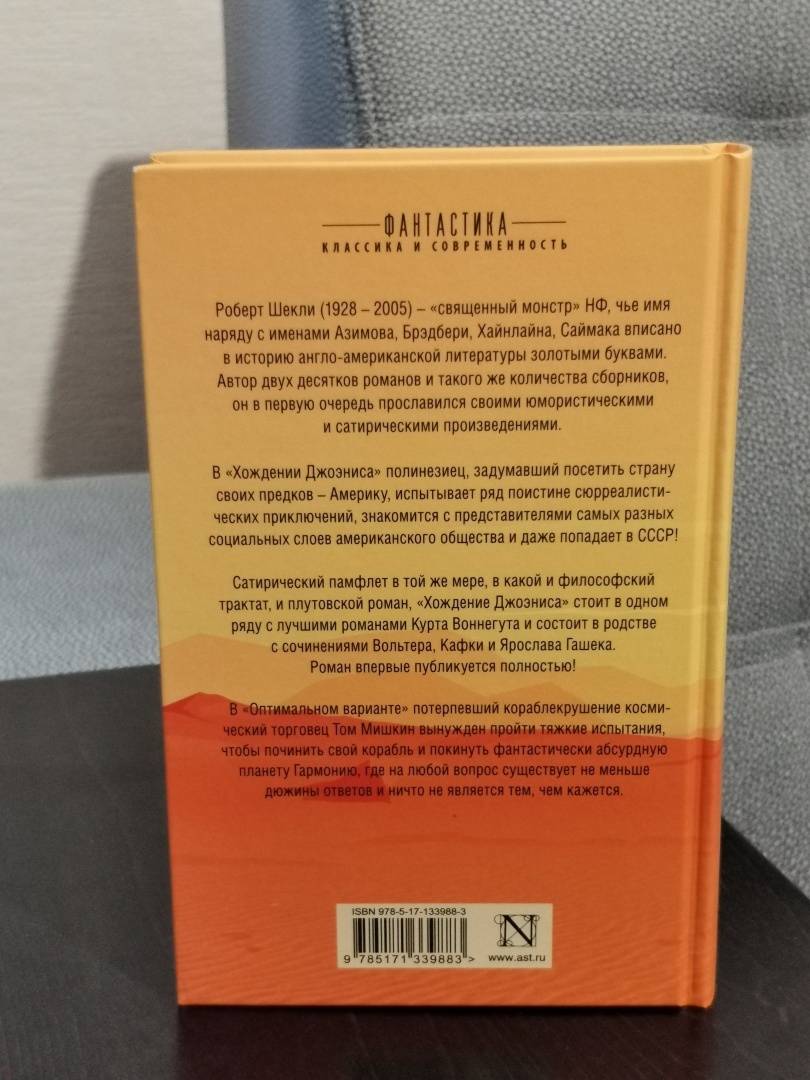 ФАНТАСТИКА
КЛАССИКА И СОВРЕМЕННОСТЬ
Роберт Шекли (1928 – 2005) – «священный монстр» НФ, чье имя
наряду с именами Азимова, Брэдбери, Хайнлайна, Саймака вписано
в историю англо-американской литературы золотыми буквами.
Автор двух десятков романов и такого же количества сборников,
он в первую очередь прославился своими юмористическими
и сатирическими произведениями.
В «Хождении Джоэниса» полинезиец, задумавший посетить страну
своих предков – Америку, испытывает ряд поистине сюрреалисти-
ческих приключений, знакомится с представителями самых разных
социальных слоев американского общества и даже попадает в СССР!
Сатирический памфлет в той же мере, в какой и философский
трактат, и плутовской роман, «Хождение Джоэниса» стоит в одном
ряду с лучшими романами Курта Воннегута и состоит в родстве
с сочинениями Вольтера, Кафки и Ярослава Гашека.
Роман впервые публикуется полностью!
В «Оптимальном варианте» потерпевший кораблекрушение косми-
ческий торговец Том Мишкин вынужден пройти тяжкие испытания,
чтобы починить свой корабль и покинуть фантастически абсурдную
планету Гармонию, где на любой вопрос существует не меньше
дюжины ответов и ничто не является тем, чем кажется.
ISBN 978-5-17-133988-3
9 785171 339883 >
N
www.ast.ru